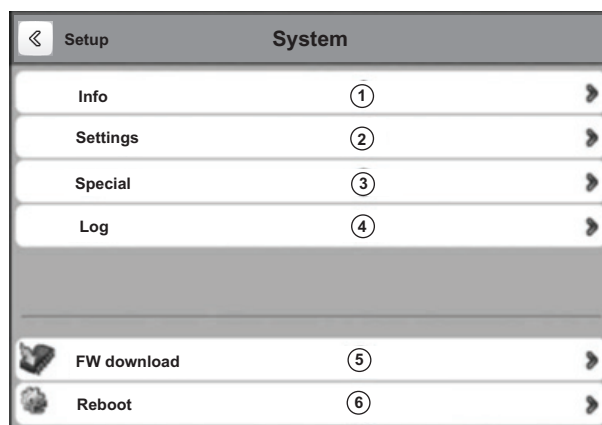 Setup System
Info ①
Settings ②
Special ③
Log ④
FW download ⑤
Reboot ⑥